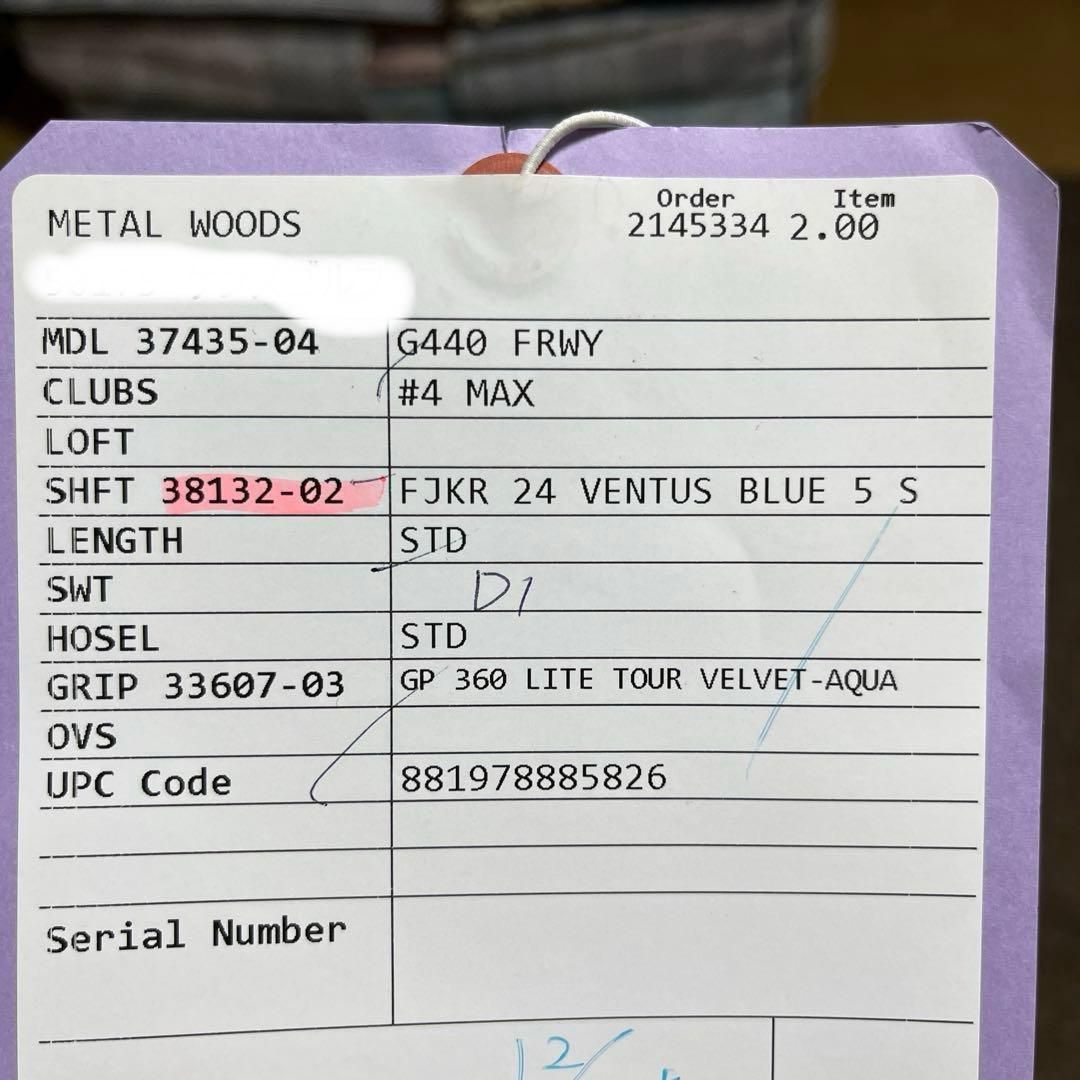 Order Item
METAL WOODS 2145334 2.00
MDL 37435-04 G440 FRWY
CLUBS #4 MAX
LOFT
SHFT 38132-02 FJKR 24 VENTUS BLUE 5 S
LENGTH STD
SWT D1
HOSEL STD
GRIP 33607-03 GP 360 LITE TOUR VELVET-AQUA
OVS
UPC Code 881978885826
Serial Number
12/